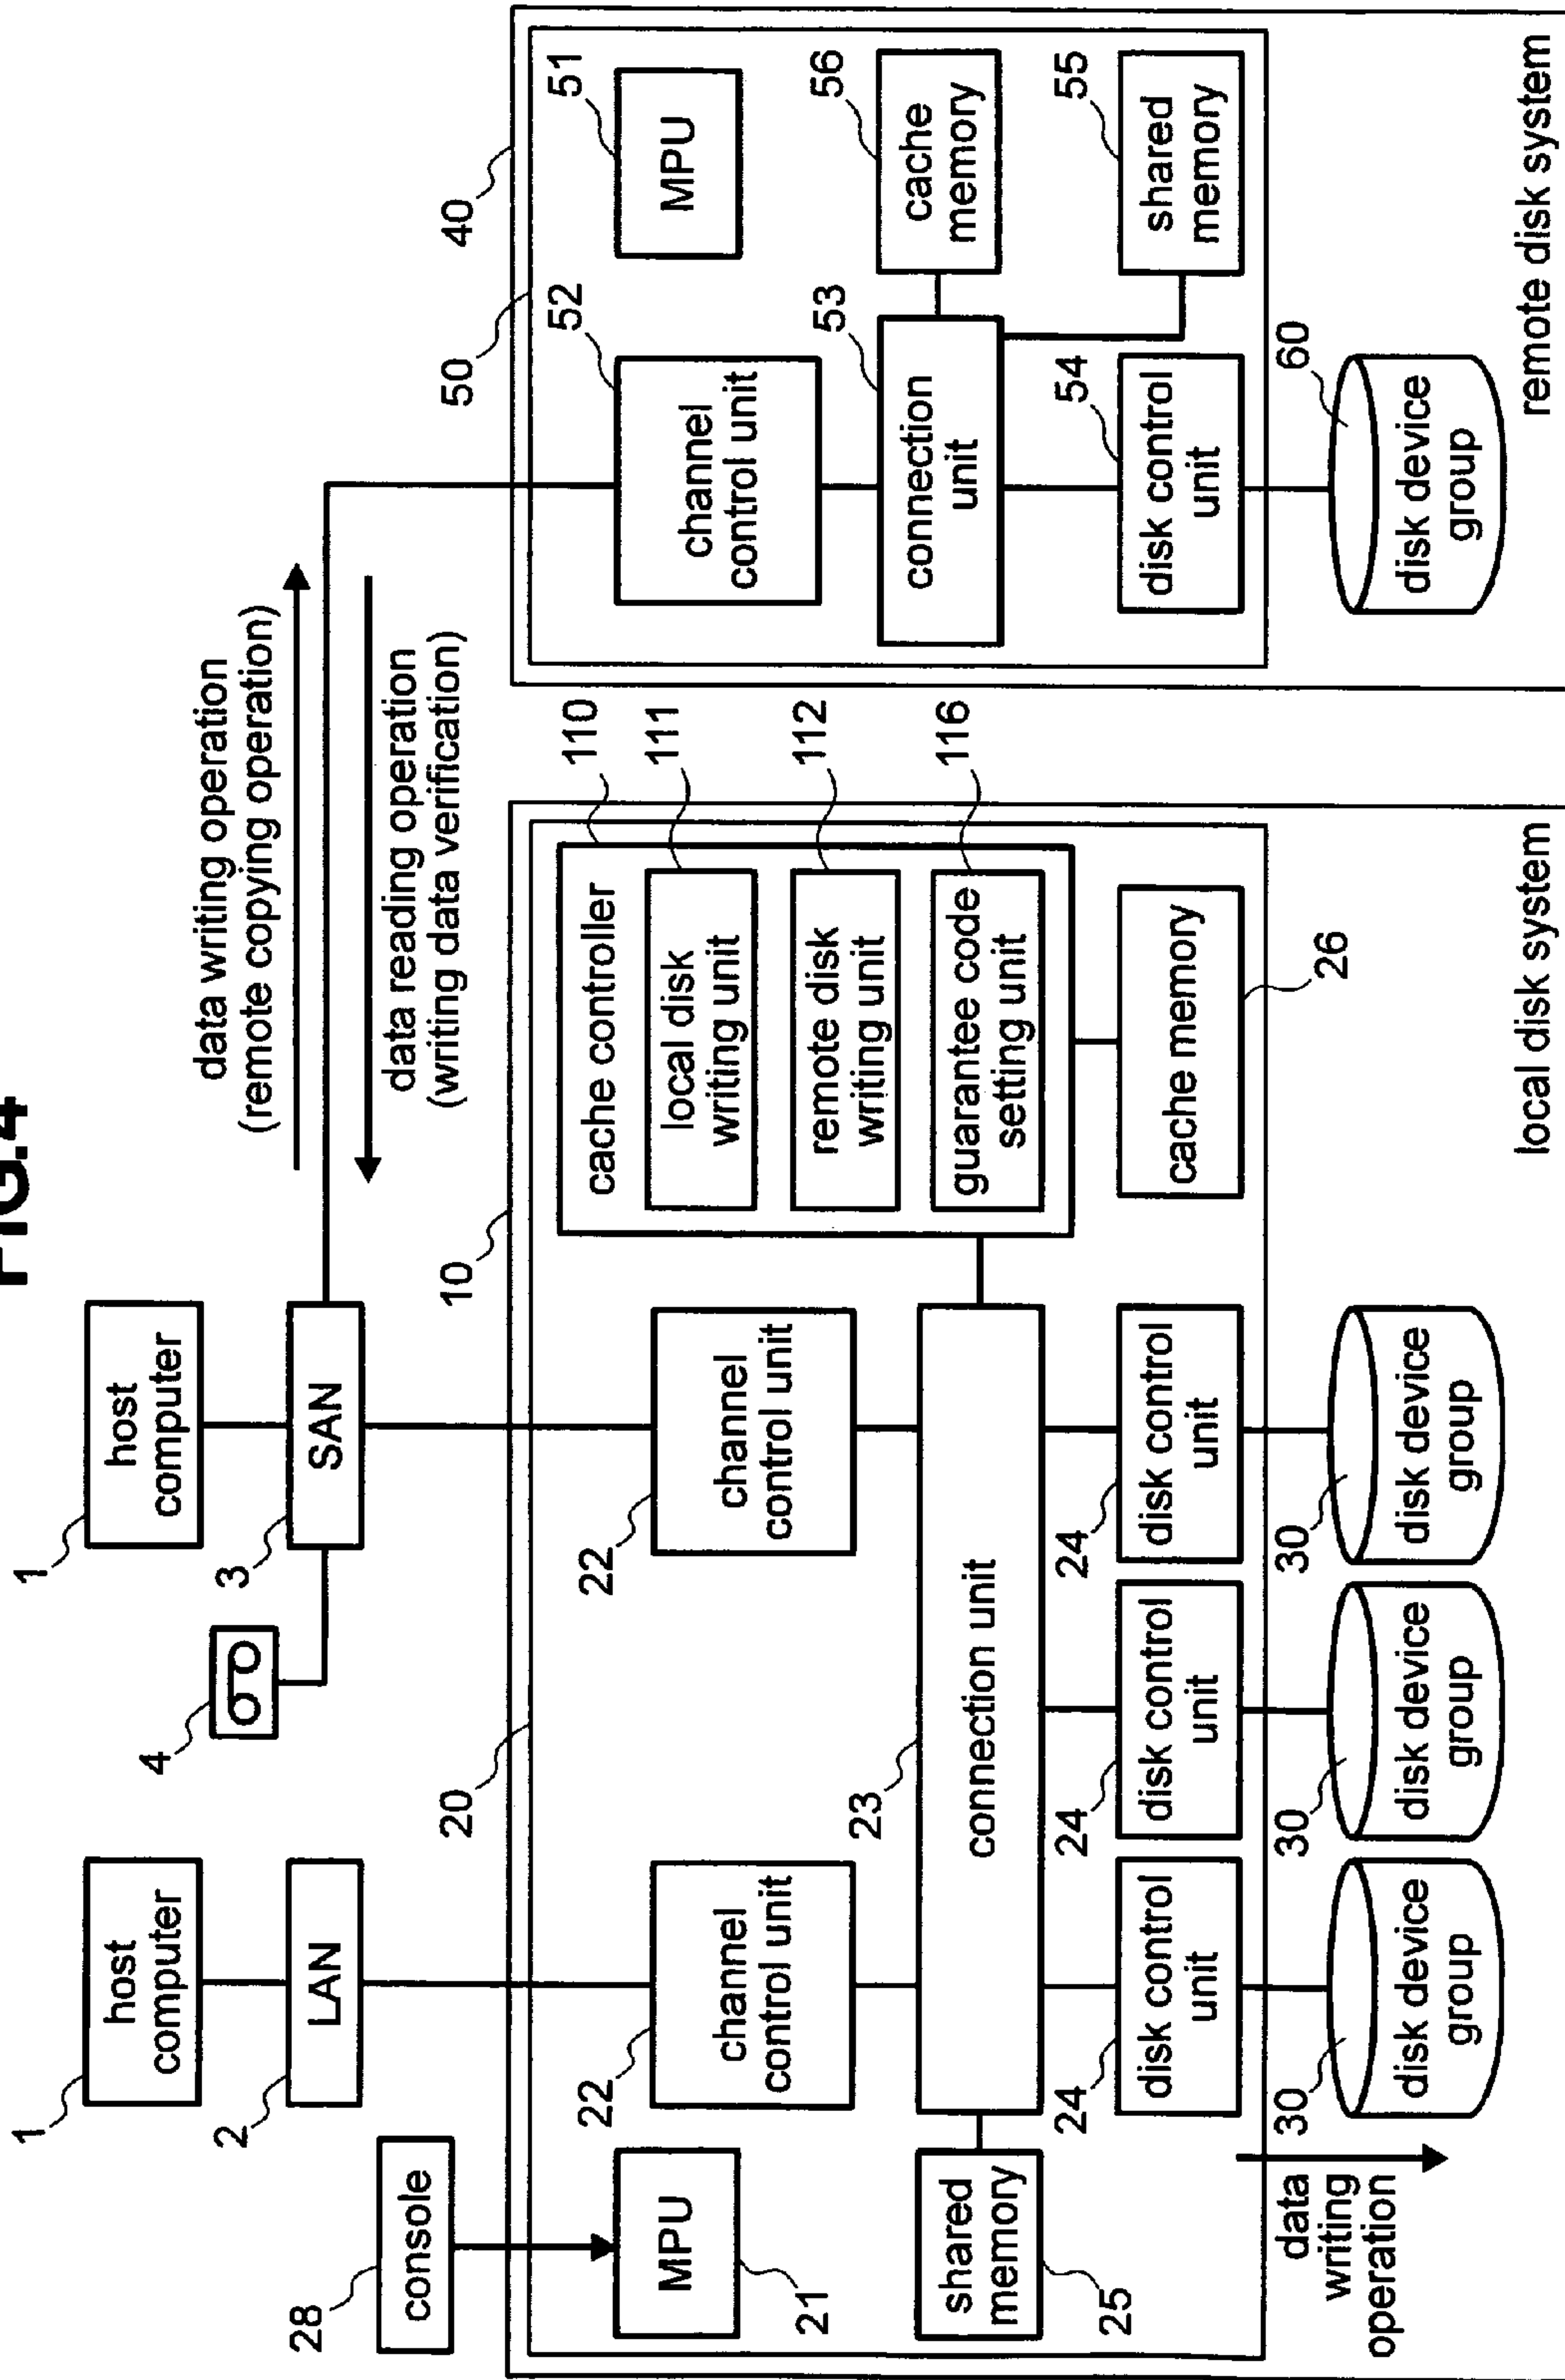 FIG.4
1
host
computer
2
LAN
28
console
4
1
host
computer
3
SAN
data writing operation
(remote copying operation)
data reading operation
(writing data verification)
20
10
MPU
21
22
channel
control unit
22
channel
control unit
cache controller
110
local disk
writing unit
111
remote disk
writing unit
112
guarantee code
setting unit
116
23
connection unit
shared
memory
25
cache memory
26
24
disk control
unit
24
disk control
unit
24
disk control
unit
30
disk device
group
30
disk device
group
30
disk device
group
data
writing
operation
local disk system
50
40
52
channel
control unit
51
MPU
53
connection
unit
56
cache
memory
54
disk control
unit
55
shared
memory
60
disk device
group
remote disk system